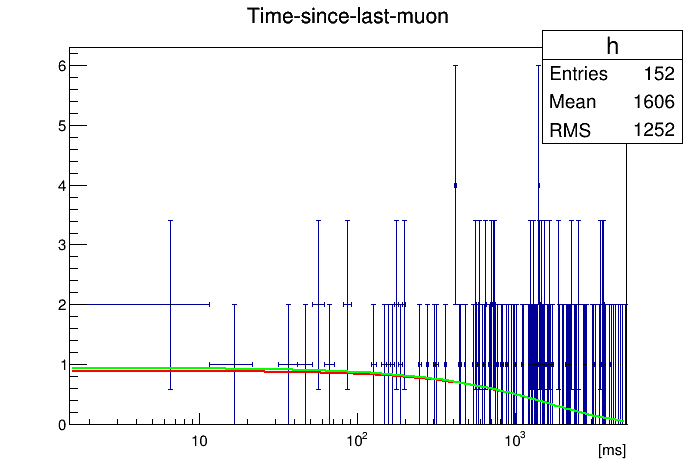 Time-since-last-muon
h
Entries 152
Mean 1606
RMS 1252
6
5
4
3
2
1
0
10
10²
10³
[ms]